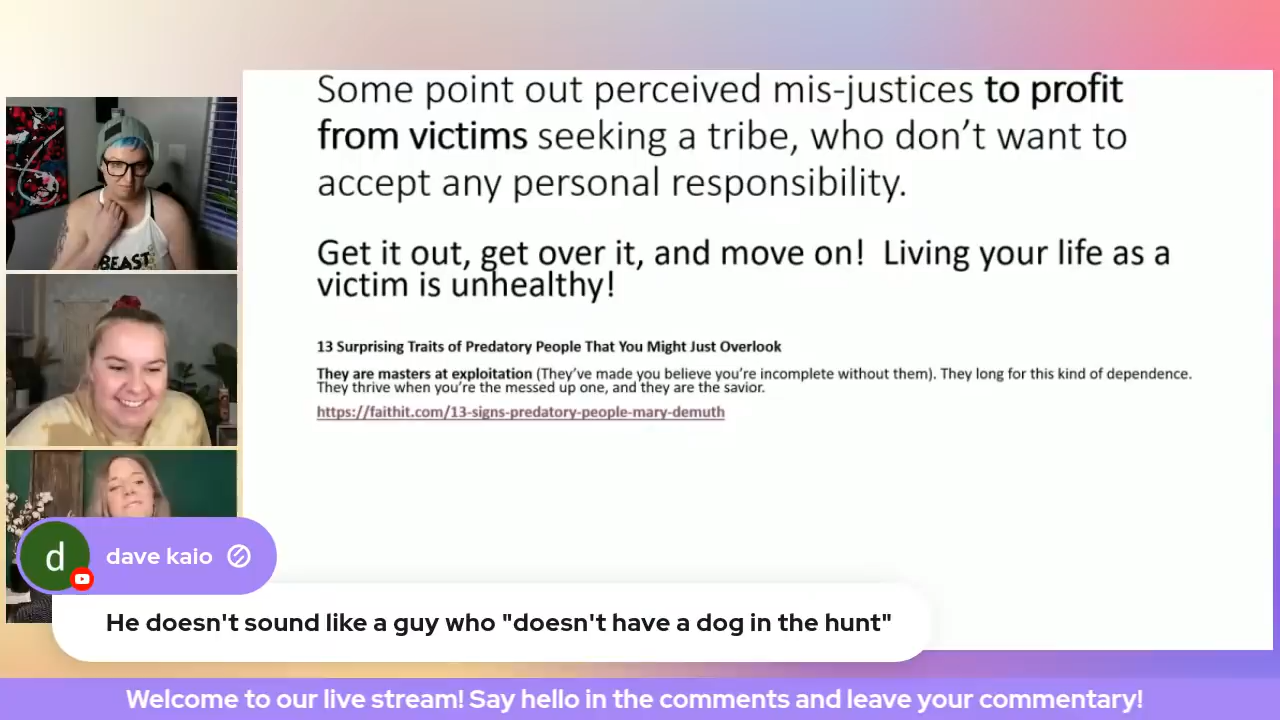 Some point out perceived mis-justices to profit
from victims seeking a tribe, who don’t want to
accept any personal responsibility.
Get it out, get over it, and move on!  Living your life as a
victim is unhealthy!
13 Surprising Traits of Predatory People That You Might Just Overlook
They are masters at exploitation (They’ve made you believe you’re incomplete without them). They long for this kind of dependence.
They thrive when you’re the messed up one, and they are the savior.
https://faithit.com/13-signs-predatory-people-mary-demuth
BEAST
d
dave kaio
He doesn't sound like a guy who "doesn't have a dog in the hunt"
Welcome to our live stream! Say hello in the comments and leave your commentary!